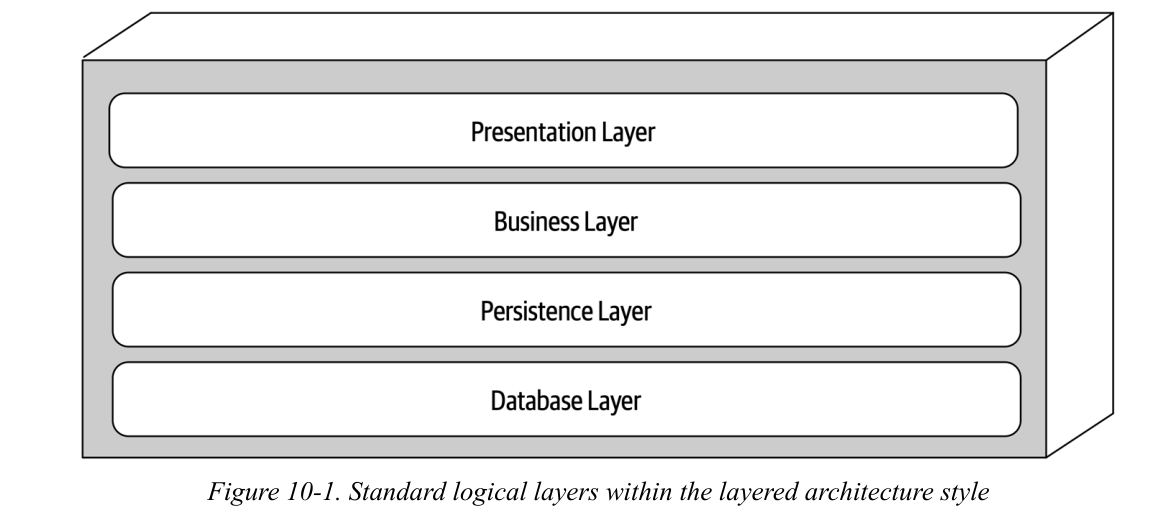 Presentation Layer
Business Layer
Persistence Layer
Database Layer
Figure 10-1. Standard logical layers within the layered architecture style